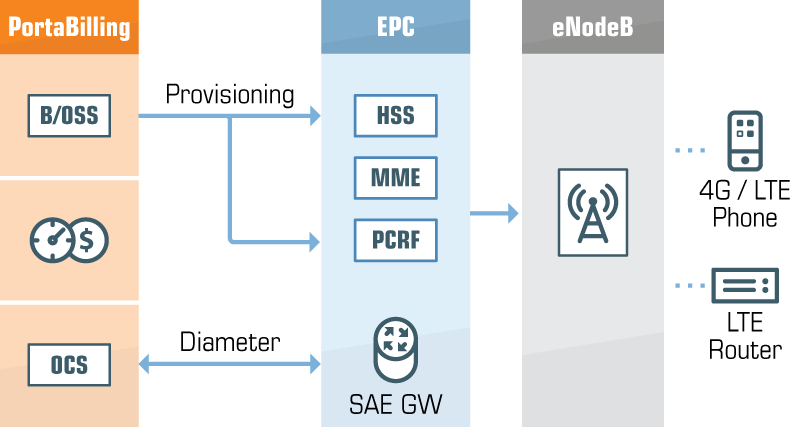 PortaBilling
EPC
eNodeB
B/OSS
Provisioning
HSS
MME
PCRF
$
4G / LTE
Phone
OCS
Diameter
SAE GW
LTE
Router